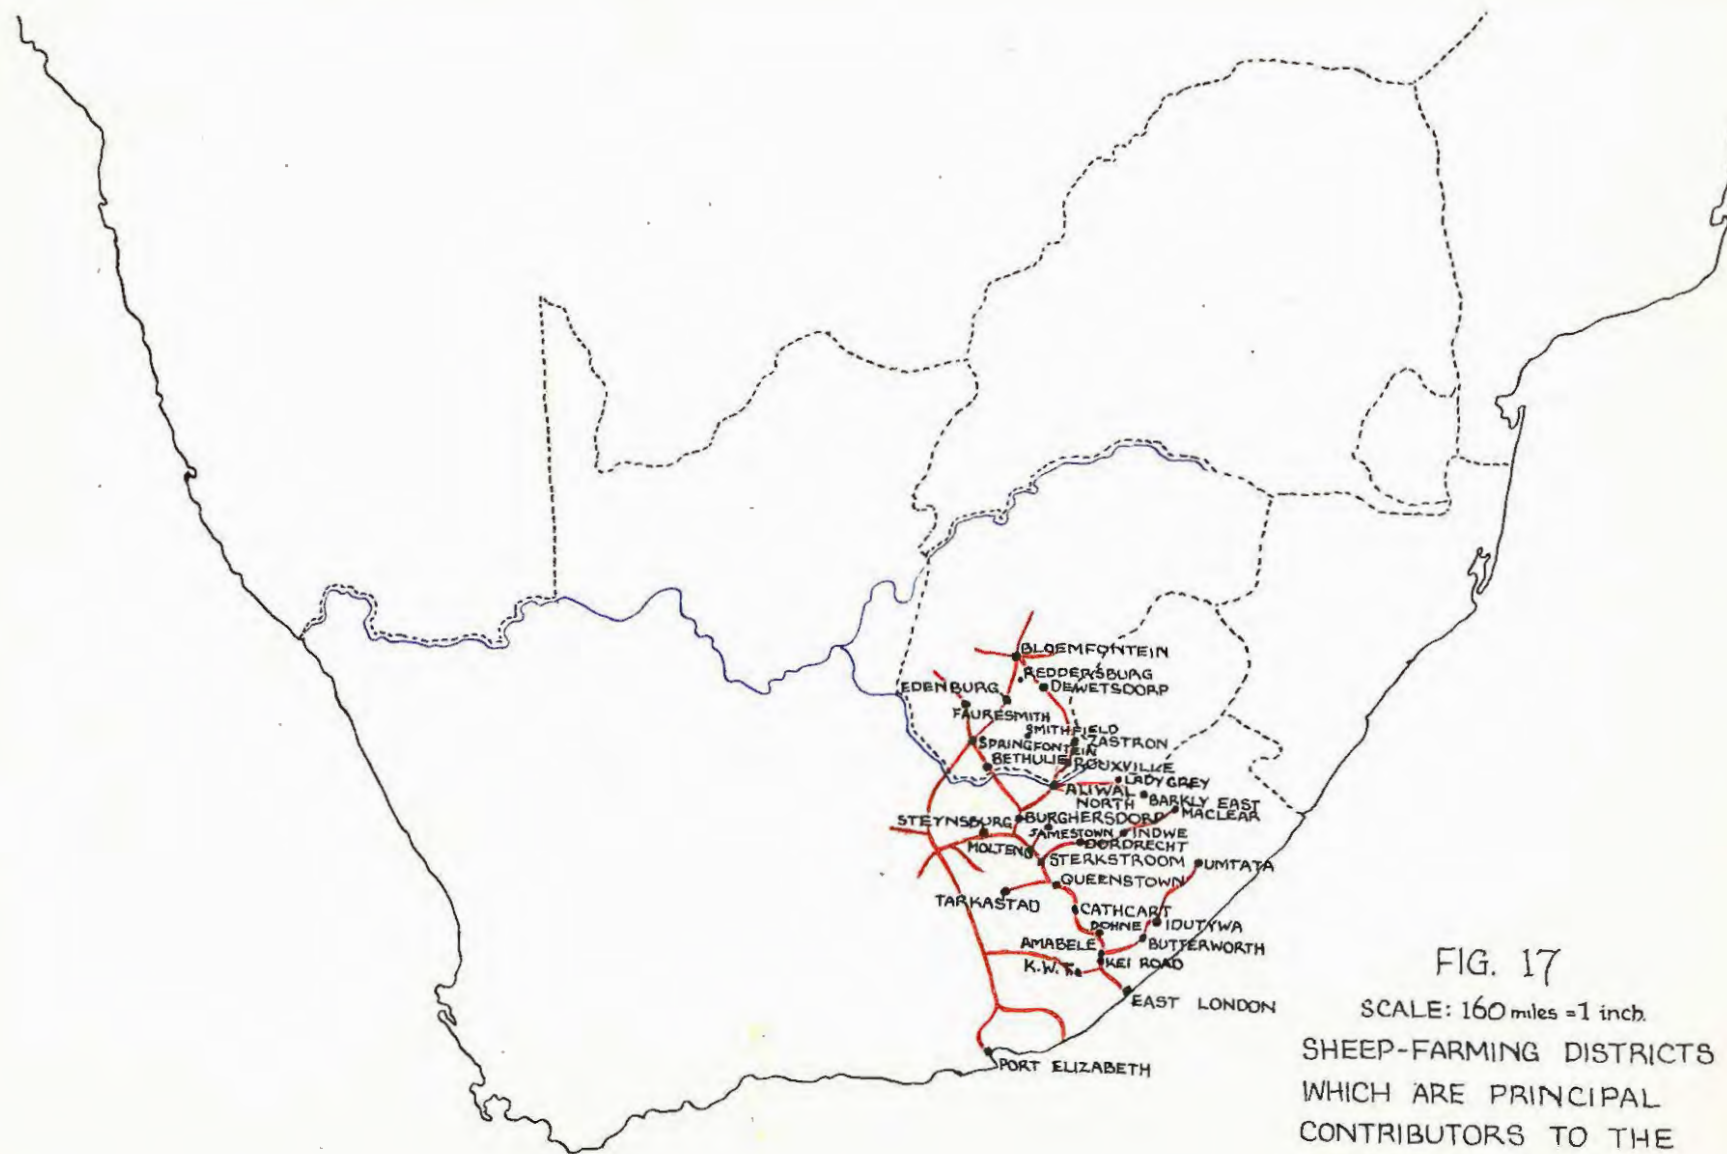 BLOEMFONTEIN
REDDERSBURG
EDENBURG
DEWETSDORP
FAURESMITH
SMITHFIELD
SPRINGFONTEIN
ZASTRON
BETHULIE
ROUXVILLE
LADY GREY
ALIWAL
NORTH
BARKLY EAST
MACLEAR
STEYNSBURG
BURGHERSDORP
JAMESTOWN
INDWE
MOLTENO
DORDRECHT
STERKSTROOM
UMTATA
QUEENSTOWN
TARKASTAD
CATHCART
DOHNE
IDUTYWA
AMABELE
BUTTERWORTH
K.W.T.
KEI ROAD
EAST LONDON
PORT ELIZABETH
FIG. 17
SCALE: 160 miles = 1 inch.
SHEEP-FARMING DISTRICTS
WHICH ARE PRINCIPAL
CONTRIBUTORS TO THE